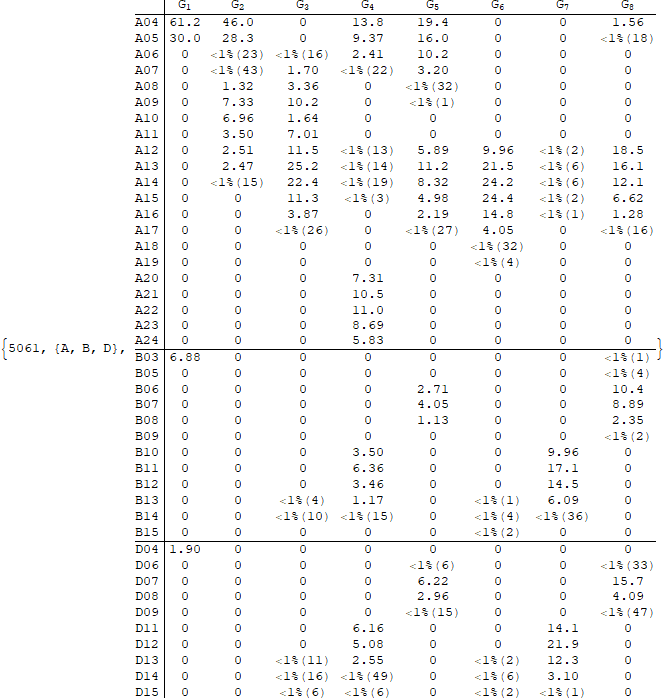 G1 G2 G3 G4 G5 G6 G7 G8
A04 61.2 46.0 0 13.8 19.4 0 0 1.56
A05 30.0 28.3 0 9.37 16.0 0 0 <1%(18)
A06 0 <1%(23) <1%(16) 2.41 10.2 0 0 0
A07 0 <1%(43) 1.70 <1%(22) 3.20 0 0 0
A08 0 1.32 3.36 0 <1%(32) 0 0 0
A09 0 7.33 10.2 0 <1%(1) 0 0 0
A10 0 6.96 1.64 0 0 0 0 0
A11 0 3.50 7.01 0 0 0 0 0
A12 0 2.51 11.5 <1%(13) 5.89 9.96 <1%(2) 18.5
A13 0 2.47 25.2 <1%(14) 11.2 21.5 <1%(6) 16.1
A14 0 <1%(15) 22.4 <1%(19) 8.32 24.2 <1%(6) 12.1
A15 0 0 11.3 <1%(3) 4.98 24.4 <1%(2) 6.62
A16 0 0 3.87 0 2.19 14.8 <1%(1) 1.28
A17 0 0 <1%(26) 0 <1%(27) 4.05 0 <1%(16)
A18 0 0 0 0 0 <1%(32) 0 0
A19 0 0 0 0 0 <1%(4) 0 0
A20 0 0 0 7.31 0 0 0 0
A21 0 0 0 10.5 0 0 0 0
A22 0 0 0 11.0 0 0 0 0
A23 0 0 0 8.69 0 0 0 0
A24 0 0 0 5.83 0 0 0 0
{5061, {A, B, D}, }
B03 6.88 0 0 0 0 0 0 <1%(1)
B05 0 0 0 0 0 0 0 <1%(4)
B06 0 0 0 0 2.71 0 0 10.4
B07 0 0 0 0 4.05 0 0 8.89
B08 0 0 0 0 1.13 0 0 2.35
B09 0 0 0 0 0 0 0 <1%(2)
B10 0 0 0 3.50 0 0 9.96 0
B11 0 0 0 6.36 0 0 17.1 0
B12 0 0 0 3.46 0 0 14.5 0
B13 0 0 <1%(4) 1.17 0 <1%(1) 6.09 0
B14 0 0 <1%(10) <1%(15) 0 <1%(4) <1%(36) 0
B15 0 0 0 0 0 <1%(2) 0 0
D04 1.90 0 0 0 0 0 0 0
D06 0 0 0 0 <1%(6) 0 0 <1%(33)
D07 0 0 0 0 6.22 0 0 15.7
D08 0 0 0 0 2.96 0 0 4.09
D09 0 0 0 0 <1%(15) 0 0 <1%(47)
D11 0 0 0 6.16 0 0 14.1 0
D12 0 0 0 5.08 0 0 21.9 0
D13 0 0 <1%(11) 2.55 0 <1%(2) 12.3 0
D14 0 0 <1%(16) <1%(49) 0 <1%(6) 3.10 0
D15 0 0 <1%(6) <1%(6) 0 <1%(2) <1%(1) 0